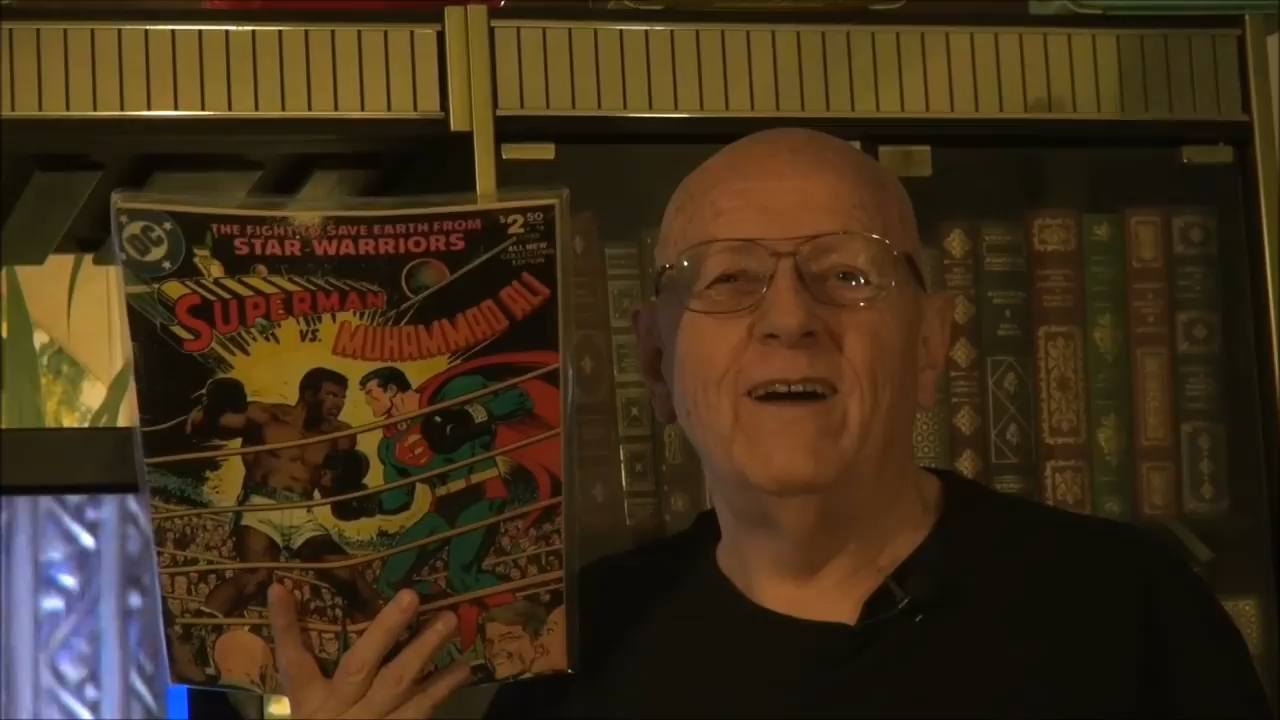 DC
THE FIGHT TO SAVE EARTH FROM
STAR-WARRIORS
$2.50
ALL NEW
COLLECTORS'
EDITION
SUPERMAN
VS.
MUHAMMAD ALI